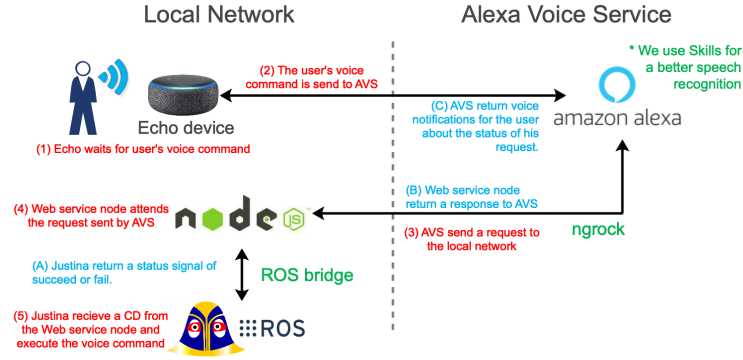 Local Network
Alexa Voice Service
(2) The user's voice
command is send to AVS
* We use Skills for
a better speech
recognition
Echo device
(1) Echo waits for user's voice command
(C) AVS return voice
notifications for the user
about the status of his
request.
amazon alexa
(4) Web service node attends
the request sent by AVS
node
JS
(B) Web service node
return a response to AVS
(3) AVS send a request to
the local network
ngrock
(A) Justina return a status signal of
succeed or fail.
ROS bridge
(5) Justina recieve a CD from
the Web service node and
execute the voice command
ROS